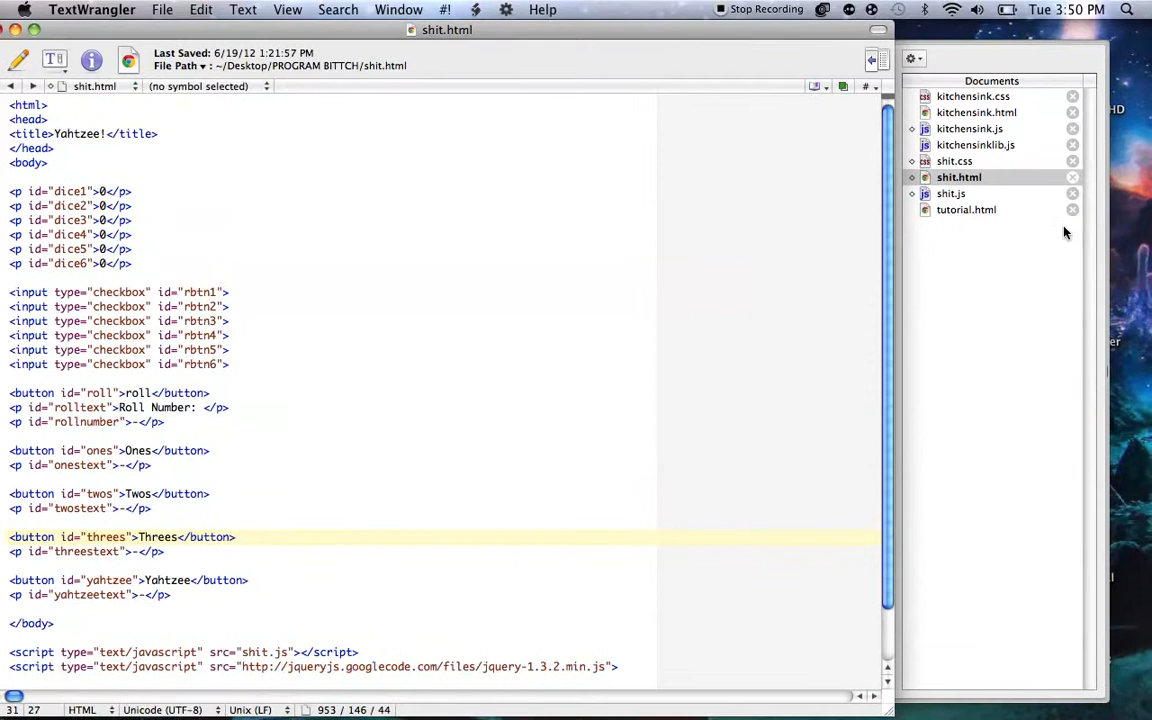 TextWrangler File Edit Text View Search Window #! Help Stop Recording Tue 3:50 PM
shit.html
Last Saved: 6/19/12 1:21:57 PM
File Path ▾ : ~/Desktop/PROGRAM BITTCH/shit.html
shit.html (no symbol selected) #
<html>
<head>
<title>Yahtzee!</title>
</head>
<body>
<p id="dice1">0</p>
<p id="dice2">0</p>
<p id="dice3">0</p>
<p id="dice4">0</p>
<p id="dice5">0</p>
<p id="dice6">0</p>
<input type="checkbox" id="rbtn1">
<input type="checkbox" id="rbtn2">
<input type="checkbox" id="rbtn3">
<input type="checkbox" id="rbtn4">
<input type="checkbox" id="rbtn5">
<input type="checkbox" id="rbtn6">
<button id="roll">roll</button>
<p id="rolltext">Roll Number: </p>
<p id="rollnumber">-</p>
<button id="ones">Ones</button>
<p id="onestext">-</p>
<button id="twos">Twos</button>
<p id="twostext">-</p>
<button id="threes">Threes</button>
<p id="threestext">-</p>
<button id="yahtzee">Yahtzee</button>
<p id="yahtzeetext">-</p>
</body>
<script type="text/javascript" src="shit.js"></script>
<script type="text/javascript" src="http://jqueryjs.googlecode.com/files/jquery-1.3.2.min.js">
31 27 HTML Unicode (UTF-8) Unix (LF) 953 / 146 / 44
Documents
kitchensink.css
kitchensink.html
kitchensink.js
kitchensinklib.js
shit.css
shit.html
shit.js
tutorial.html
HD